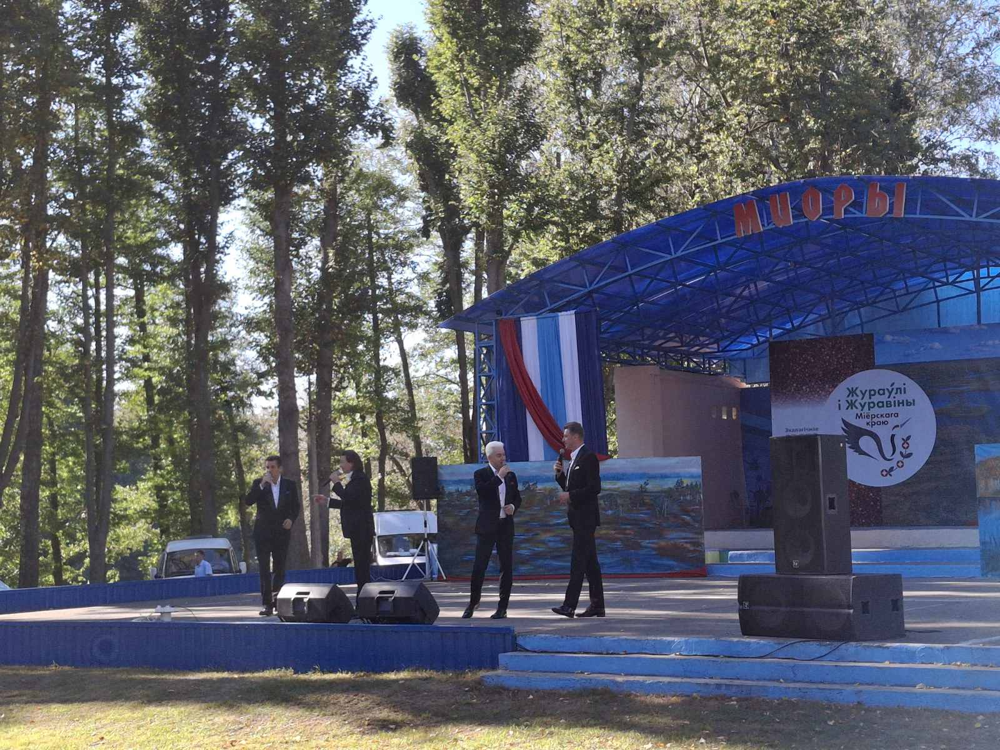 МИОРЫ
Жураўлі
і Журавіны
Міёрскага
краю
Экалагічнае